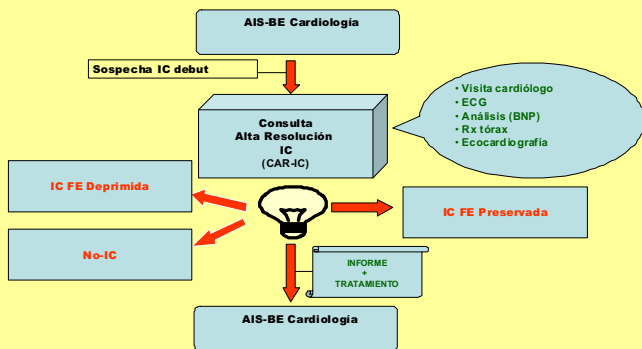 AIS-BE Cardiología
Sospecha IC debut
Consulta
Alta Resolución
IC
(CAR-IC)
• Visita cardiólogo
• ECG
• Análisis (BNP)
• Rx tórax
• Ecocardiografía
IC FE Deprimida
IC FE Preservada
No-IC
INFORME
+
TRATAMIENTO
AIS-BE Cardiología